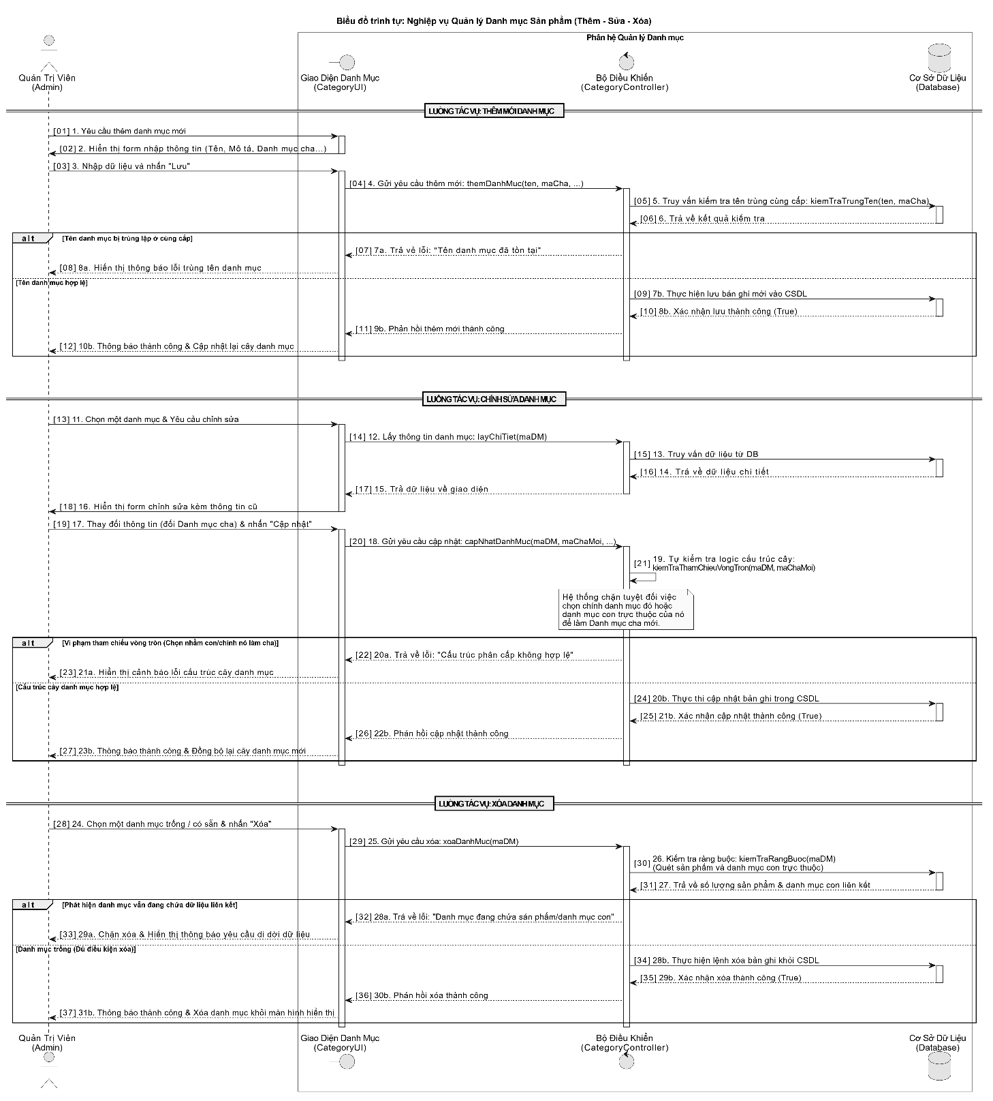 Biểu đồ trình tự: Nghiệp vụ Quản lý Danh mục Sản phẩm (Thêm - Sửa - Xóa)
Phân hệ Quản lý Danh mục
Quản Trị Viên
(Admin)
Giao Diện Danh Mục
(CategoryUI)
Bộ Điều Khiển
(CategoryController)
Cơ Sở Dữ Liệu
(Database)
LUỒNG TÁC VỤ: THÊM MỚI DANH MỤC
[01] 1. Yêu cầu thêm danh mục mới
[02] 2. Hiển thị form nhập thông tin (Tên, Mô tả, Danh mục cha...)
[03] 3. Nhập dữ liệu và nhấn "Lưu"
[04] 4. Gửi yêu cầu thêm mới: themDanhMuc(ten, maCha, ...)
[05] 5. Truy vấn kiểm tra tên trùng cùng cấp: kiemTraTrungTen(ten, maCha)
[06] 6. Trả về kết quả kiểm tra
alt [Tên danh mục bị trùng lặp ở cùng cấp]
[07] 7a. Trả về lỗi: "Tên danh mục đã tồn tại"
[08] 8a. Hiển thị thông báo lỗi trùng tên danh mục
[Tên danh mục hợp lệ]
[09] 7b. Thực hiện lưu bản ghi mới vào CSDL
[10] 8b. Xác nhận lưu thành công (True)
[11] 9b. Phản hồi thêm mới thành công
[12] 10b. Thông báo thành công & Cập nhật lại cây danh mục
LUỒNG TÁC VỤ: CHỈNH SỬA DANH MỤC
[13] 11. Chọn một danh mục & Yêu cầu chỉnh sửa
[14] 12. Lấy thông tin danh mục: layChiTiet(maDM)
[15] 13. Truy vấn dữ liệu từ DB
[16] 14. Trả về dữ liệu chi tiết
[17] 15. Trả dữ liệu về giao diện
[18] 16. Hiển thị form chỉnh sửa kèm thông tin cũ
[19] 17. Thay đổi thông tin (đổi Danh mục cha) & nhấn "Cập nhật"
[20] 18. Gửi yêu cầu cập nhật: capNhatDanhMuc(maDM, maChaMoi, ...)
[21] 19. Tự kiểm tra logic cấu trúc cây:
kiemTraThamChieuVongTron(maDM, maChaMoi)
Hệ thống chặn tuyệt đối việc
chọn chính danh mục đó hoặc
danh mục con trực thuộc của nó
để làm Danh mục cha mới.
alt [Vi phạm tham chiếu vòng tròn (Chọn nhầm con/chính nó làm cha)]
[22] 20a. Trả về lỗi: "Cấu trúc phân cấp không hợp lệ"
[23] 21a. Hiển thị cảnh báo lỗi cấu trúc cây danh mục
[Cấu trúc cây danh mục hợp lệ]
[24] 20b. Thực thi cập nhật bản ghi trong CSDL
[25] 21b. Xác nhận cập nhật thành công (True)
[26] 22b. Phản hồi cập nhật thành công
[27] 23b. Thông báo thành công & Đồng bộ lại cây danh mục mới
LUỒNG TÁC VỤ: XÓA DANH MỤC
[28] 24. Chọn một danh mục trống / có sẵn & nhấn "Xóa"
[29] 25. Gửi yêu cầu xóa: xoaDanhMuc(maDM)
[30] 26. Kiểm tra ràng buộc: kiemTraRangBuoc(maDM)
(Quét sản phẩm và danh mục con trực thuộc)
[31] 27. Trả về số lượng sản phẩm & danh mục con liên kết
alt [Phát hiện danh mục vẫn đang chứa dữ liệu liên kết]
[32] 28a. Trả về lỗi: "Danh mục đang chứa sản phẩm/danh mục con"
[33] 29a. Chặn xóa & Hiển thị thông báo yêu cầu di dời dữ liệu
[Danh mục trống (Đủ điều kiện xóa)]
[34] 28b. Thực hiện lệnh xóa bản ghi khỏi CSDL
[35] 29b. Xác nhận xóa thành công (True)
[36] 30b. Phản hồi xóa thành công
[37] 31b. Thông báo thành công & Xóa danh mục khỏi màn hình hiển thị
Quản Trị Viên
(Admin)
Giao Diện Danh Mục
(CategoryUI)
Bộ Điều Khiển
(CategoryController)
Cơ Sở Dữ Liệu
(Database)